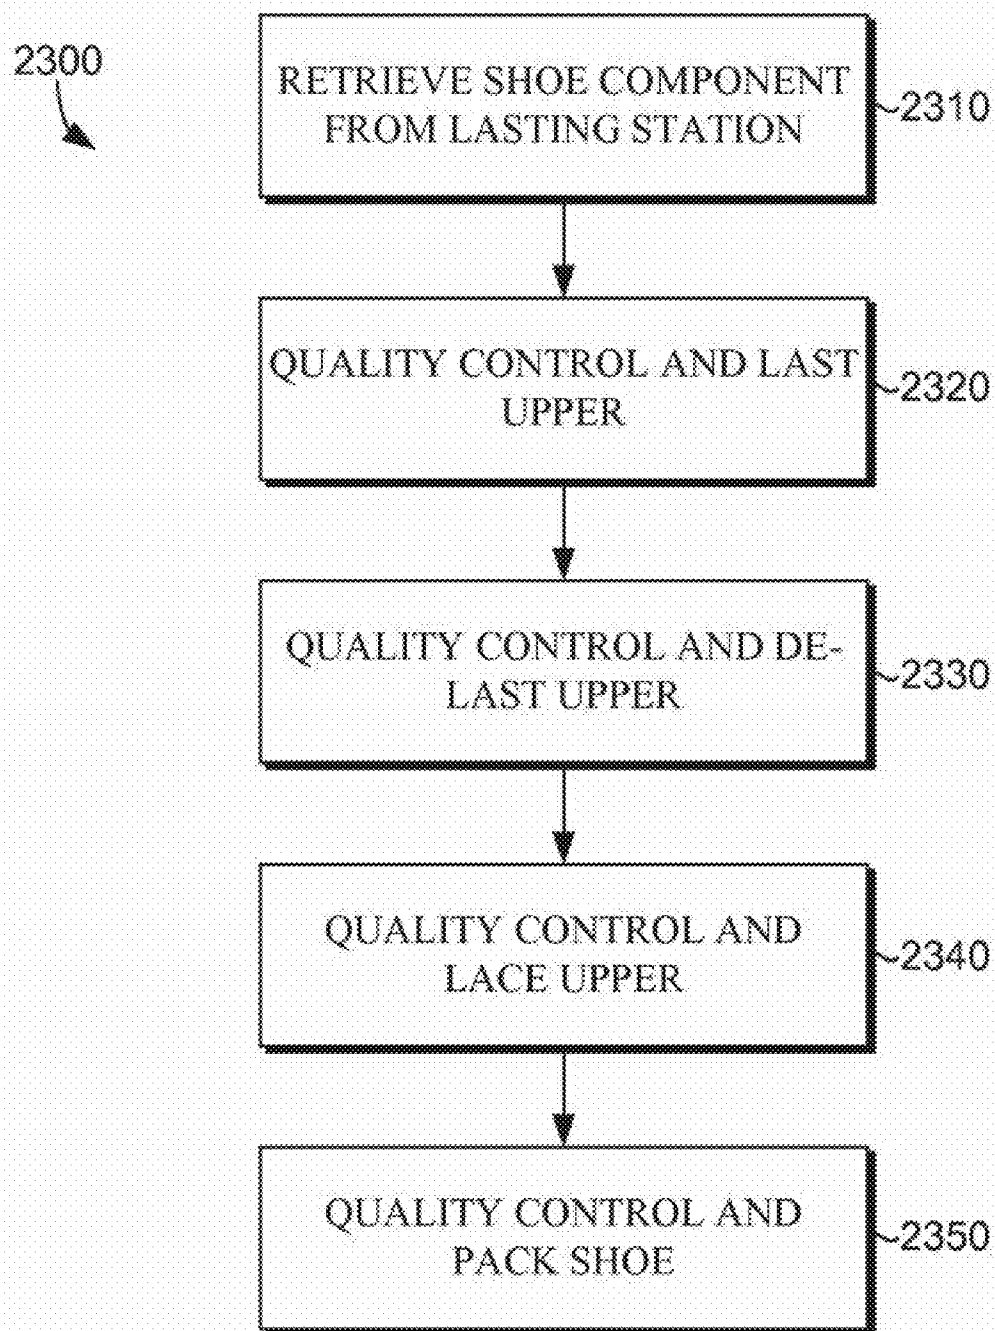 2300
RETRIEVE SHOE COMPONENT
FROM LASTING STATION
2310
QUALITY CONTROL AND LAST
UPPER
2320
QUALITY CONTROL AND DE-
LAST UPPER
2330
QUALITY CONTROL AND
LACE UPPER
2340
QUALITY CONTROL AND
PACK SHOE
2350